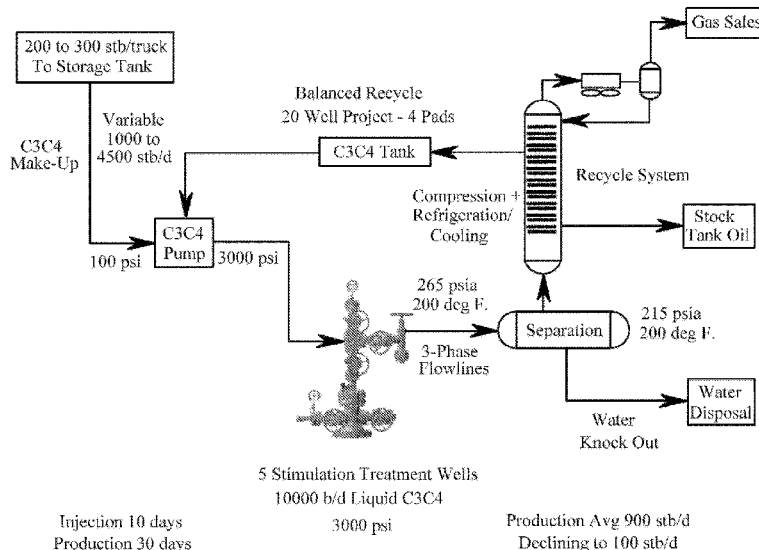 Gas Sales
200 to 300 stb/truck
To Storage Tank
Balanced Recycle
20 Well Project - 4 Pads
Variable
1000 to
4500 stb/d
C3C4
Make-Up
C3C4 Tank
Recycle System
Compression +
Refrigeration/
Cooling
Stock
Tank Oil
C3C4
Pump
100 psi
3000 psi
265 psia
200 deg F.
Separation
215 psia
200 deg F.
3-Phase
Flowlines
Water
Disposal
Water
Knock Out
5 Stimulation Treatment Wells
10000 b/d Liquid C3C4
3000 psi
Injection 10 days
Production 30 days
Production Avg 900 stb/d
Declining to 100 stb/d